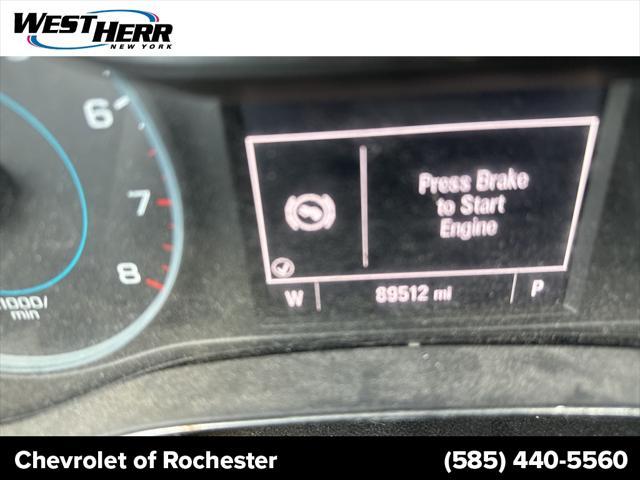 WEST HERR
NEW YORK
6
7
8
1000/
min
Press Brake
to Start
Engine
W 89512 mi P
Chevrolet of Rochester (585) 440-5560